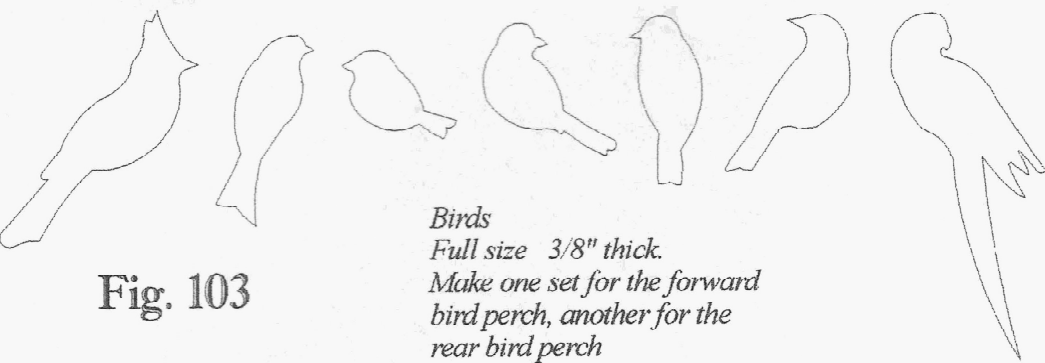 Birds
Full size 3/8" thick.
Make one set for the forward
bird perch, another for the
rear bird perch
Fig. 103